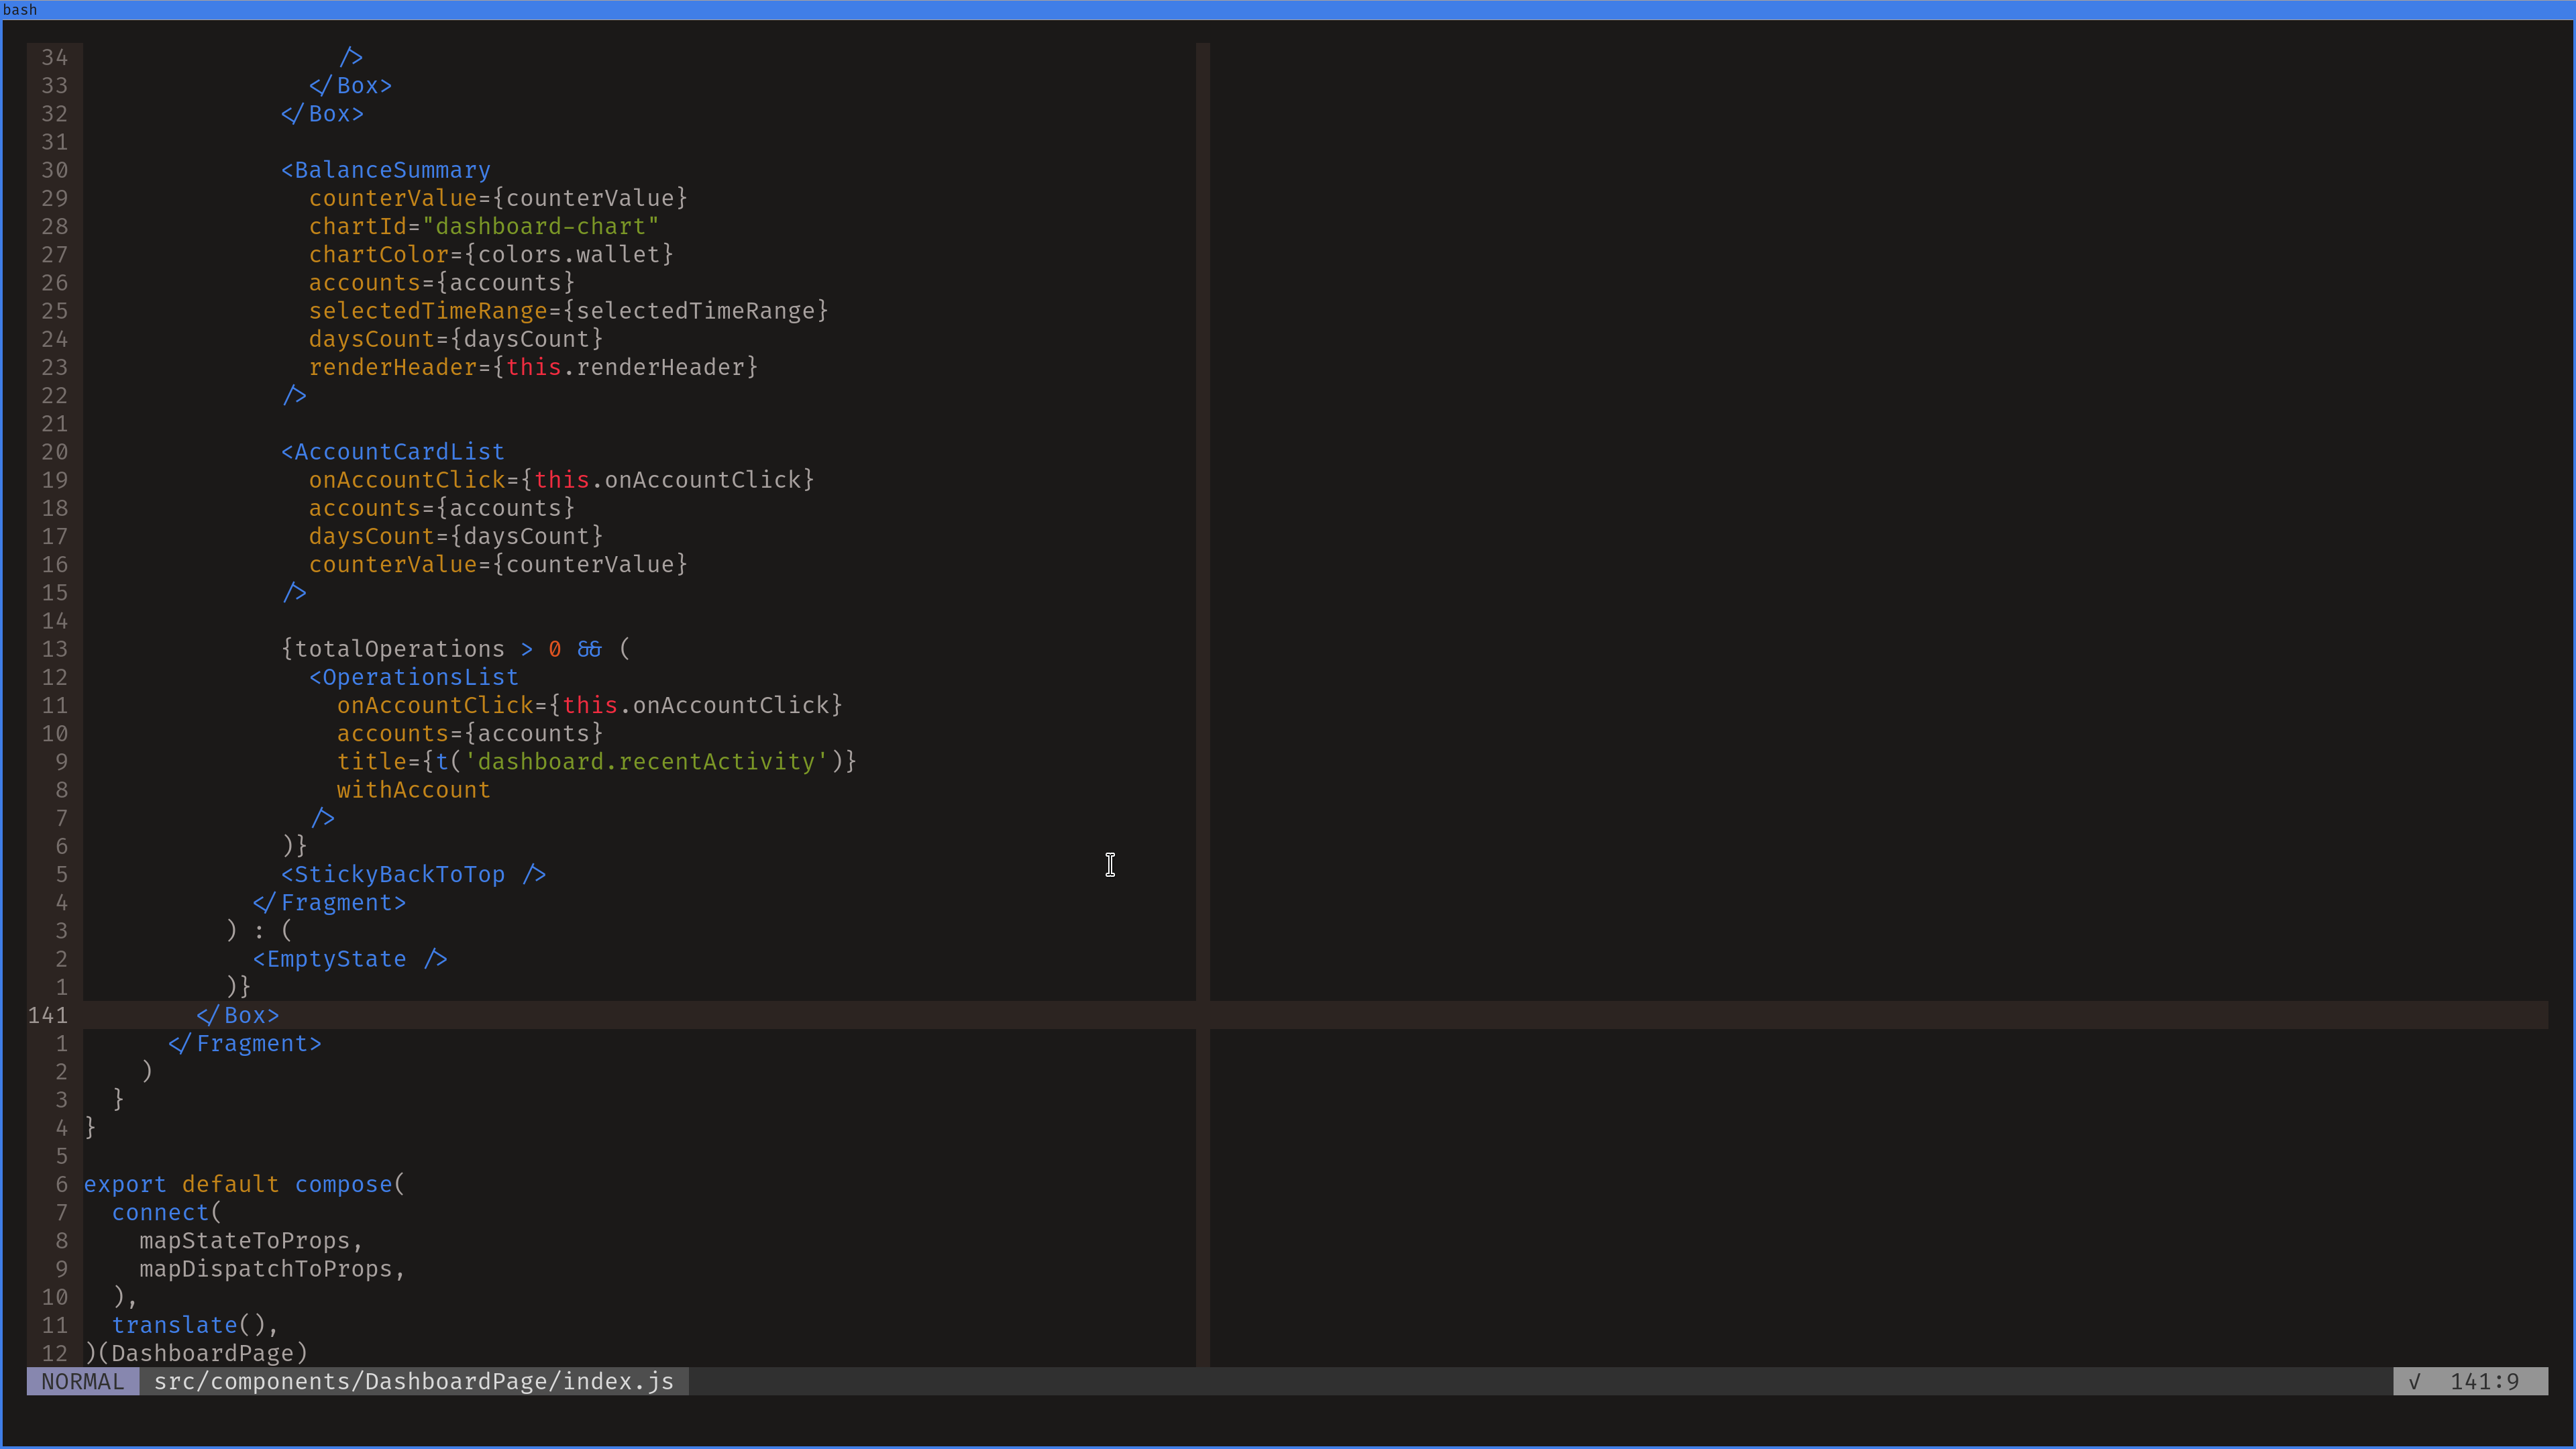 bash
34                   />
33                 </Box>
32               </Box>
31
30               <BalanceSummary
29                 counterValue={counterValue}
28                 chartId="dashboard-chart"
27                 chartColor={colors.wallet}
26                 accounts={accounts}
25                 selectedTimeRange={selectedTimeRange}
24                 daysCount={daysCount}
23                 renderHeader={this.renderHeader}
22               />
21
20               <AccountCardList
19                 onAccountClick={this.onAccountClick}
18                 accounts={accounts}
17                 daysCount={daysCount}
16                 counterValue={counterValue}
15               />
14
13               {totalOperations > 0 && (
12                 <OperationsList
11                   onAccountClick={this.onAccountClick}
10                   accounts={accounts}
9                   title={t('dashboard.recentActivity')}
8                   withAccount
7                 />
6               )}
5               <StickyBackToTop />
4             </Fragment>
3           ) : (
2             <EmptyState />
1           )}
141         </Box>
1       </Fragment>
2     )
3   }
4 }
5
6 export default compose(
7   connect(
8     mapStateToProps,
9     mapDispatchToProps,
10   ),
11   translate(),
12 )(DashboardPage)
NORMAL src/components/DashboardPage/index.js √ 141:9